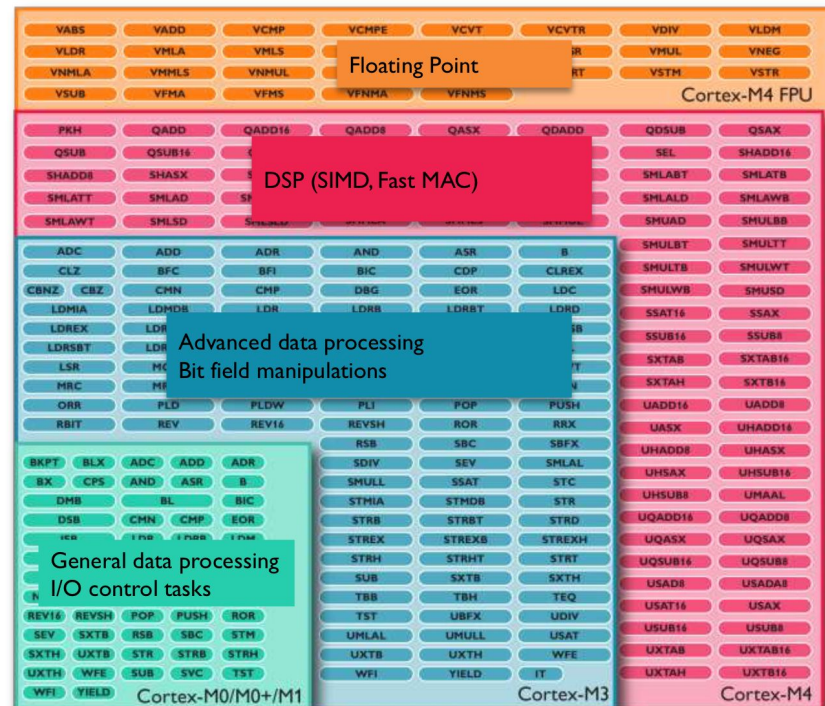 VABS VADD VCMP VCMPE VCVT VCVTR VDIV VLDM
VLDR VMLA VMLS VMUL VNEG
VNMLA VMMLS VNMUL VSTM VSTR
VSUB VFMA VFMS VFNMA VFNMS
Floating Point
Cortex-M4 FPU
PKH QADD QADD16 QADD8 QASX QDADD QDSUB QSAX
QSUB QSUB16 SEL SHADD16
SHADD8 SHASX SMLABT SMLATB
SMLATT SMLAD SMLALD SMLAWB
SMLAWT SMLSD SMLSLD SMUAD SMULBB
DSP (SIMD, Fast MAC)
SMULBT SMULTT
SMULTB SMULWT
SMULWB SMUSD
SSAT16 SSAX
SSUB16 SSUB8
SXTAB SXTAB16
SXTAH SXTB16
UADD16 UADD8
UASX UHADD16
UHADD8 UHASX
UHSAX UHSUB16
UHSUB8 UMAAL
UQADD16 UQADD8
UQASX UQSAX
UQSUB16 UQSUB8
USAD8 USADA8
USAT16 USAX
USUB16 USUB8
UXTAB UXTAB16
UXTAH UXTB16
Cortex-M4
ADC ADD ADR AND ASR B
CLZ BFC BFI BIC CDP CLREX
CBNZ CBZ CMN CMP DBG EOR LDC
LDMIA LDMDB LDR LDRB LDRBT LDRD
LDREX
LDRSBT
LSR
MRC
Advanced data processing
Bit field manipulations
ORR PLD PLDW PLI POP PUSH
RBIT REV REV16 REVSH ROR RRX
RSB SBC SBFX
SDIV SEV SMLAL
SMULL SSAT STC
STMIA STMDB STR
STRB STRBT STRD
STREX STREXB STREXH
STRH STRHT STRT
SUB SXTB SXTH
TBB TBH TEQ
TST UBFX UDIV
UMLAL UMULL USAT
UXTB UXTH WFE
WFI YIELD IT
Cortex-M3
BKPT BLX ADC ADD ADR
BX CPS AND ASR B
DMB BL BIC
DSB CMN CMP EOR
ISB LDR LDRB LDM
General data processing
I/O control tasks
REV16 REVSH POP PUSH ROR
SEV SXTB RSB SBC STM
SXTH UXTB STR STRB STRH
UXTH WFE SUB SVC TST
WFI YIELD
Cortex-M0/M0+/M1